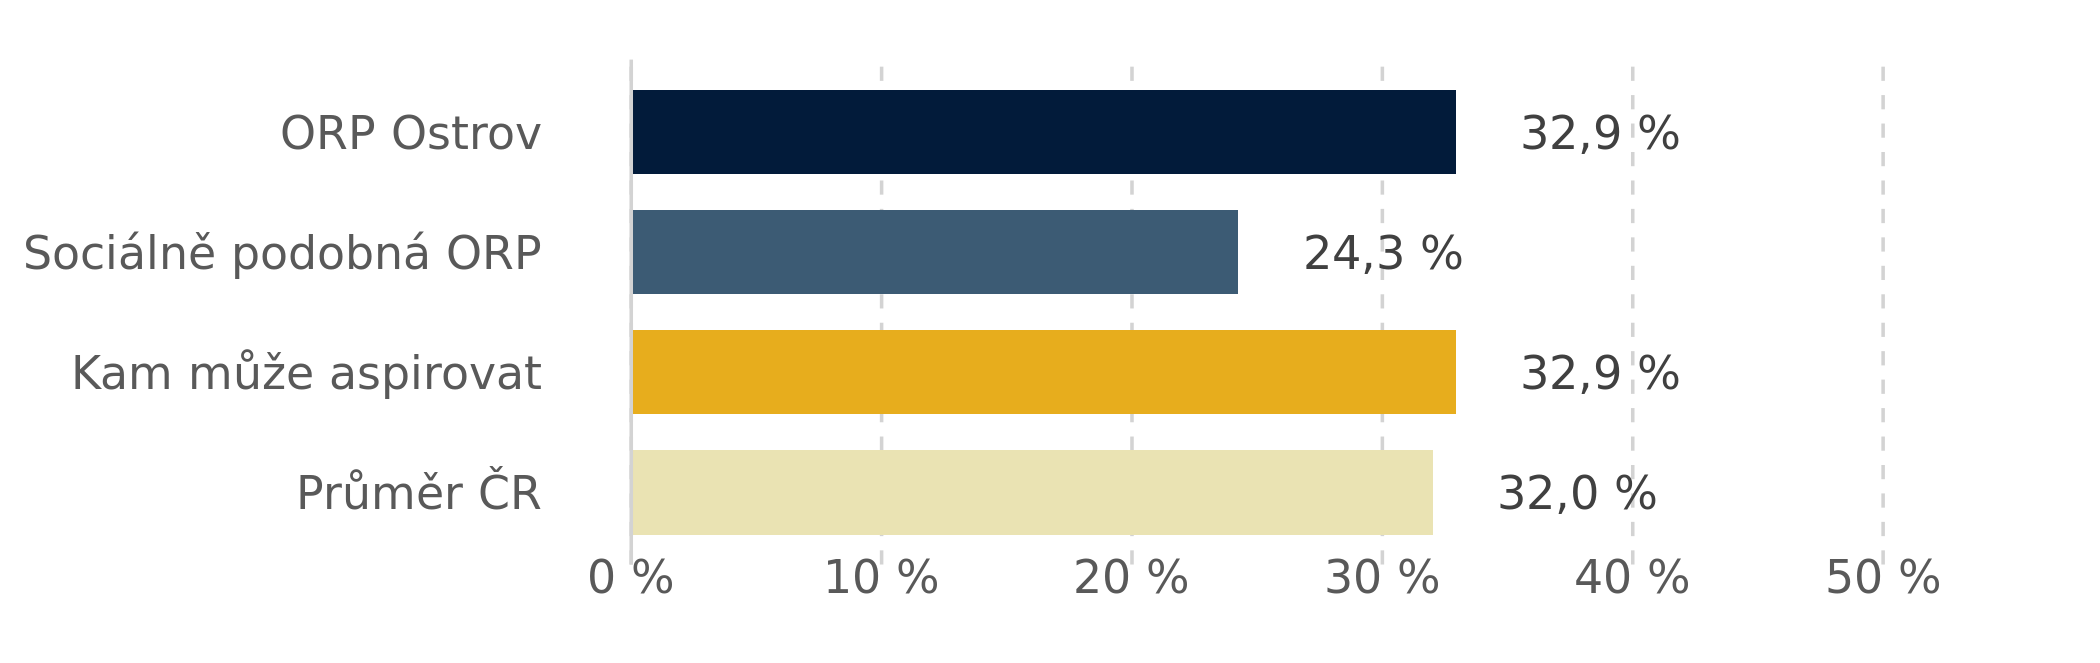 ORP Ostrov 32,9 %
Sociálně podobná ORP 24,3 %
Kam může aspirovat 32,9 %
Průměr ČR 32,0 %
0 % 10 % 20 % 30 % 40 % 50 %